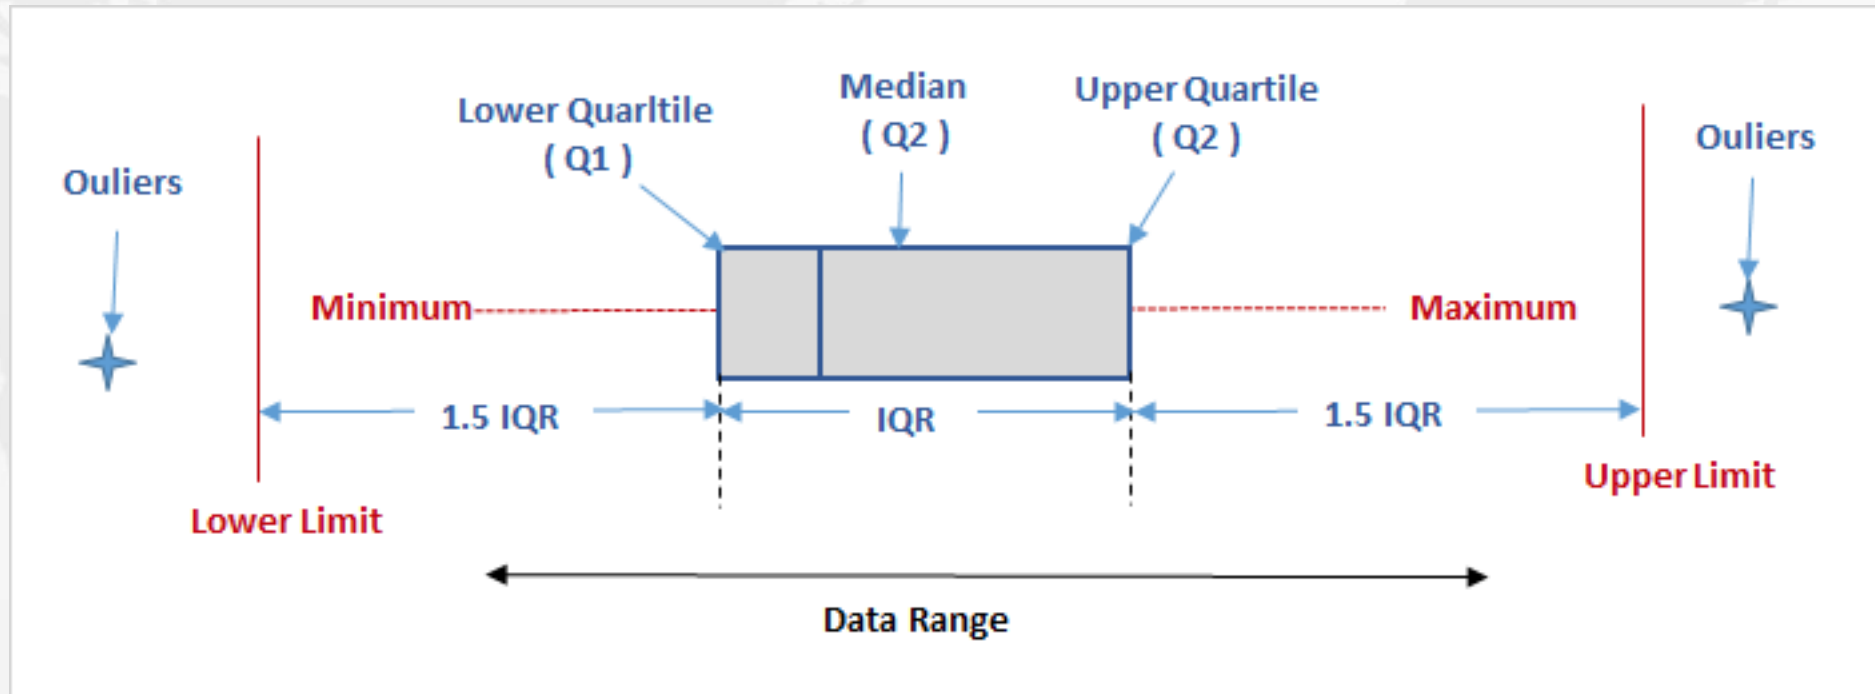 Median
Upper Quartile
Lower Quarltile
( Q2 )
( Q2 )
Ouliers
( Q1 )
Ouliers
Minimum
Maximum
1.5 IQR
IQR
1.5 IQR
Upper Limit
Lower Limit
Data Range